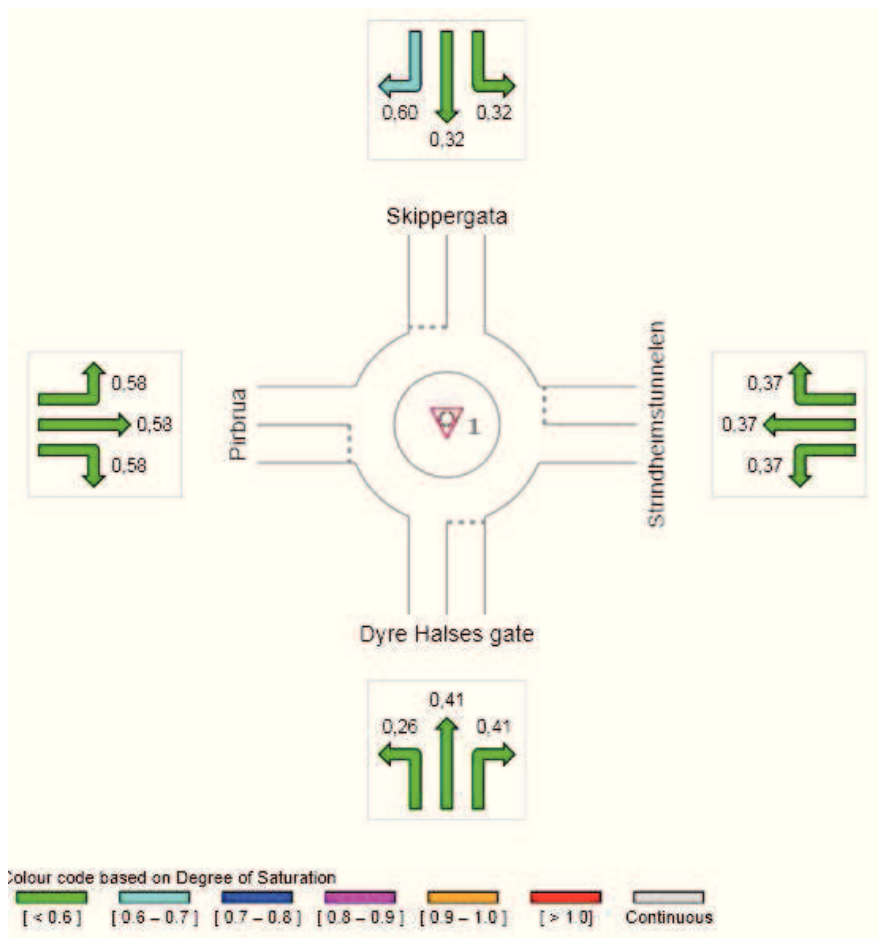 0,60
0,32
0,32
Skippergata
0,58
0,58
0,58
Pirbrua
1
Strindheimstunnelen
0,37
0,37
0,37
Dyre Halses gate
0,41
0,26
0,41
Colour code based on Degree of Saturation
[ < 0.6 ] [ 0.6 – 0.7 ] [ 0.7 – 0.8 ] [ 0.8 – 0.9 ] [ 0.9 – 1.0 ] [ > 1.0] Continuous